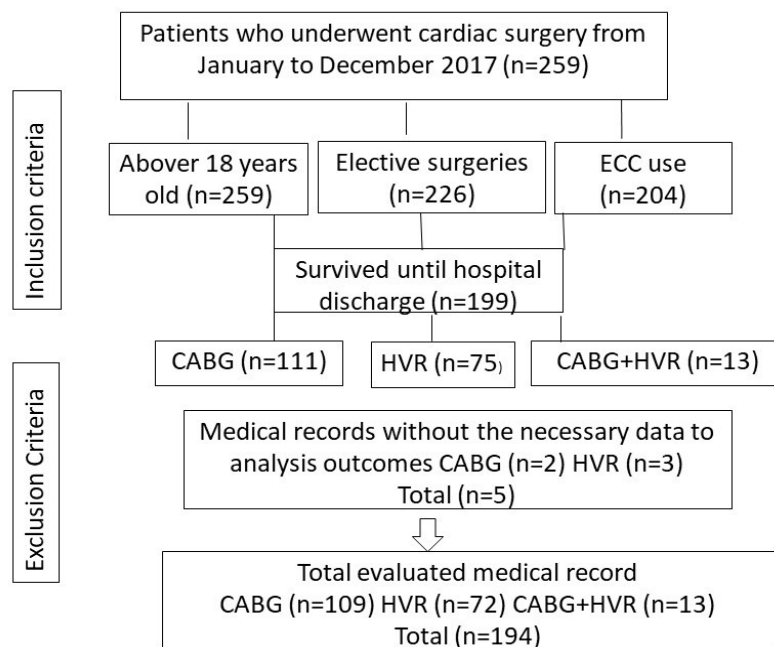 Patients who underwent cardiac surgery from
January to December 2017 (n=259)
Inclusion criteria
Abover 18 years
old (n=259)
Elective surgeries
(n=226)
ECC use
(n=204)
Survived until hospital
discharge (n=199)
CABG (n=111)
HVR (n=75)
CABG+HVR (n=13)
Exclusion Criteria
Medical records without the necessary data to
analysis outcomes CABG (n=2) HVR (n=3)
Total (n=5)
Total evaluated medical record
CABG (n=109) HVR (n=72) CABG+HVR (n=13)
Total (n=194)